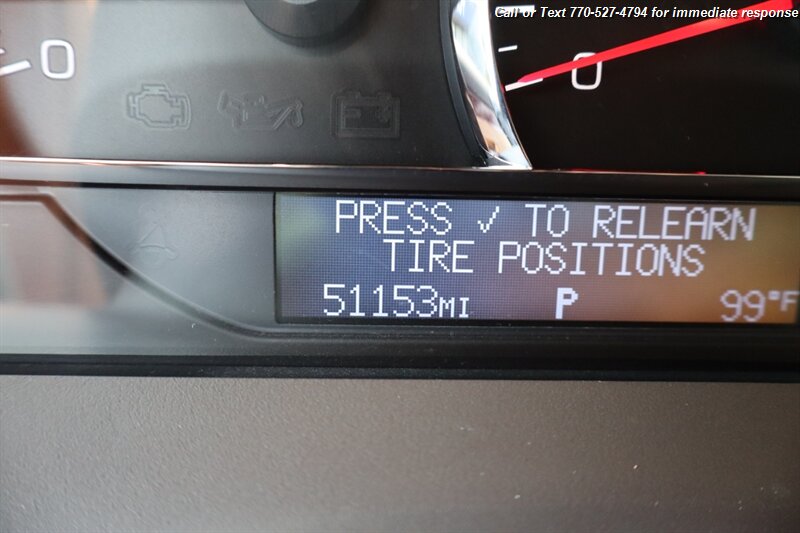 Call or Text 770-527-4794 for immediate response
0
0
PRESS ✓ TO RELEARN
TIRE POSITIONS
51153MI P 99°F